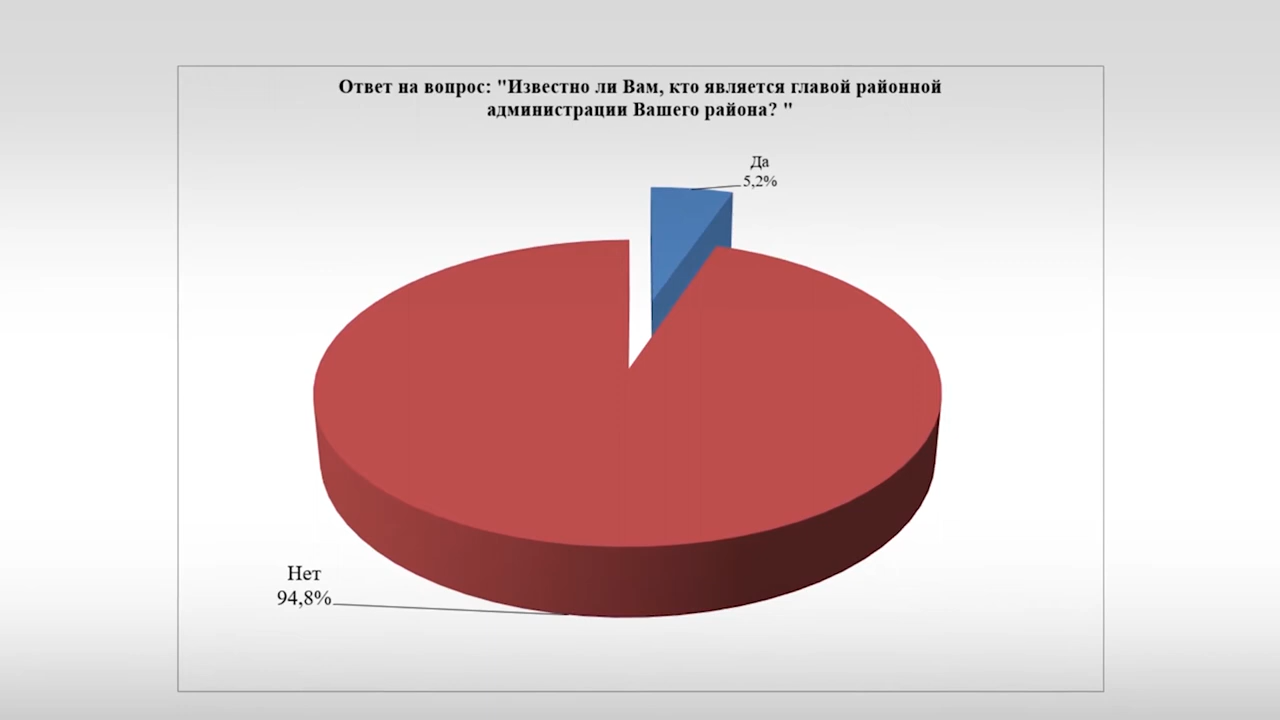 Ответ на вопрос: "Известно ли Вам, кто является главой районной
администрации Вашего района? "
Да
5,2%
Нет
94,8%